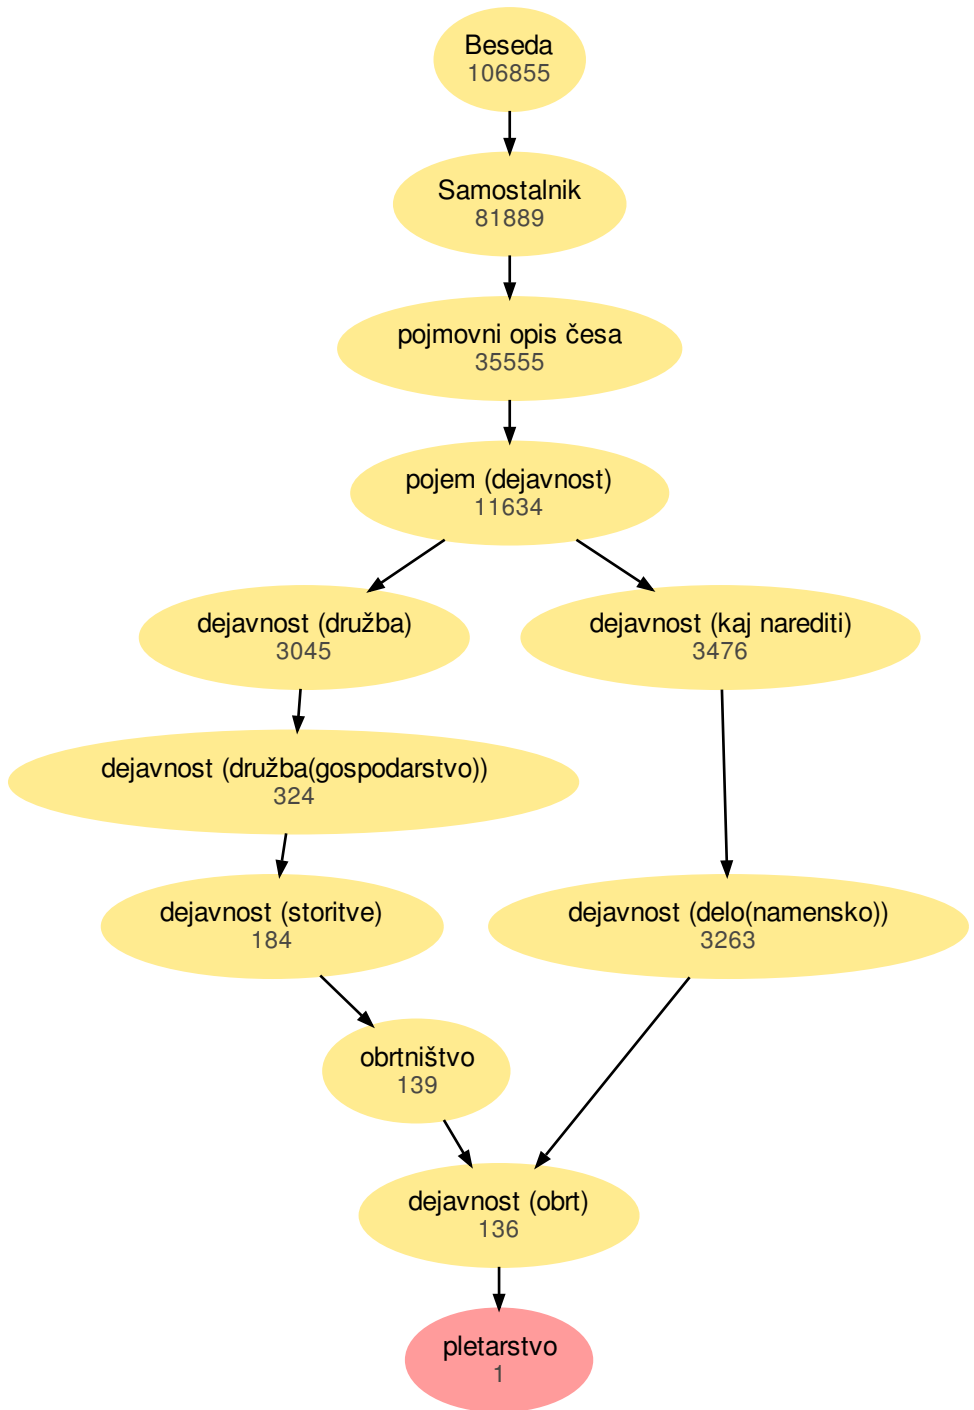 Beseda
106855
Samostalnik
81889
pojmovni opis česa
35555
pojem (dejavnost)
11634
dejavnost (družba)
3045
dejavnost (kaj narediti)
3476
dejavnost (družba(gospodarstvo))
324
dejavnost (storitve)
184
dejavnost (delo(namensko))
3263
obrtništvo
139
dejavnost (obrt)
136
pletarstvo
1